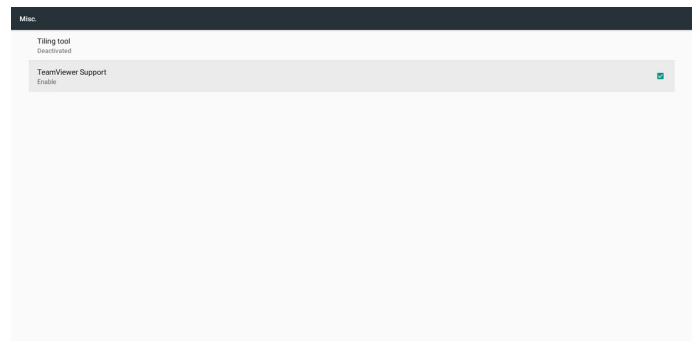 Misc.
Tiling tool
Deactivated
TeamViewer Support
Enable